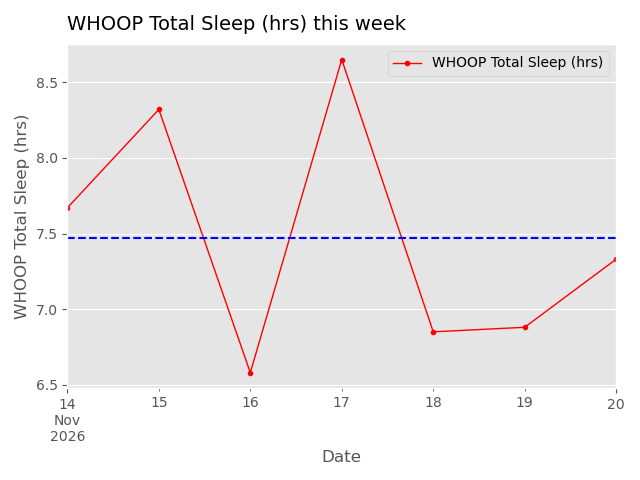 WHOOP Total Sleep (hrs) this week
WHOOP Total Sleep (hrs)
WHOOP Total Sleep (hrs)
8.5
8.0
7.5
7.0
6.5
14 15 16 17 18 19 20
Nov
2026
Date